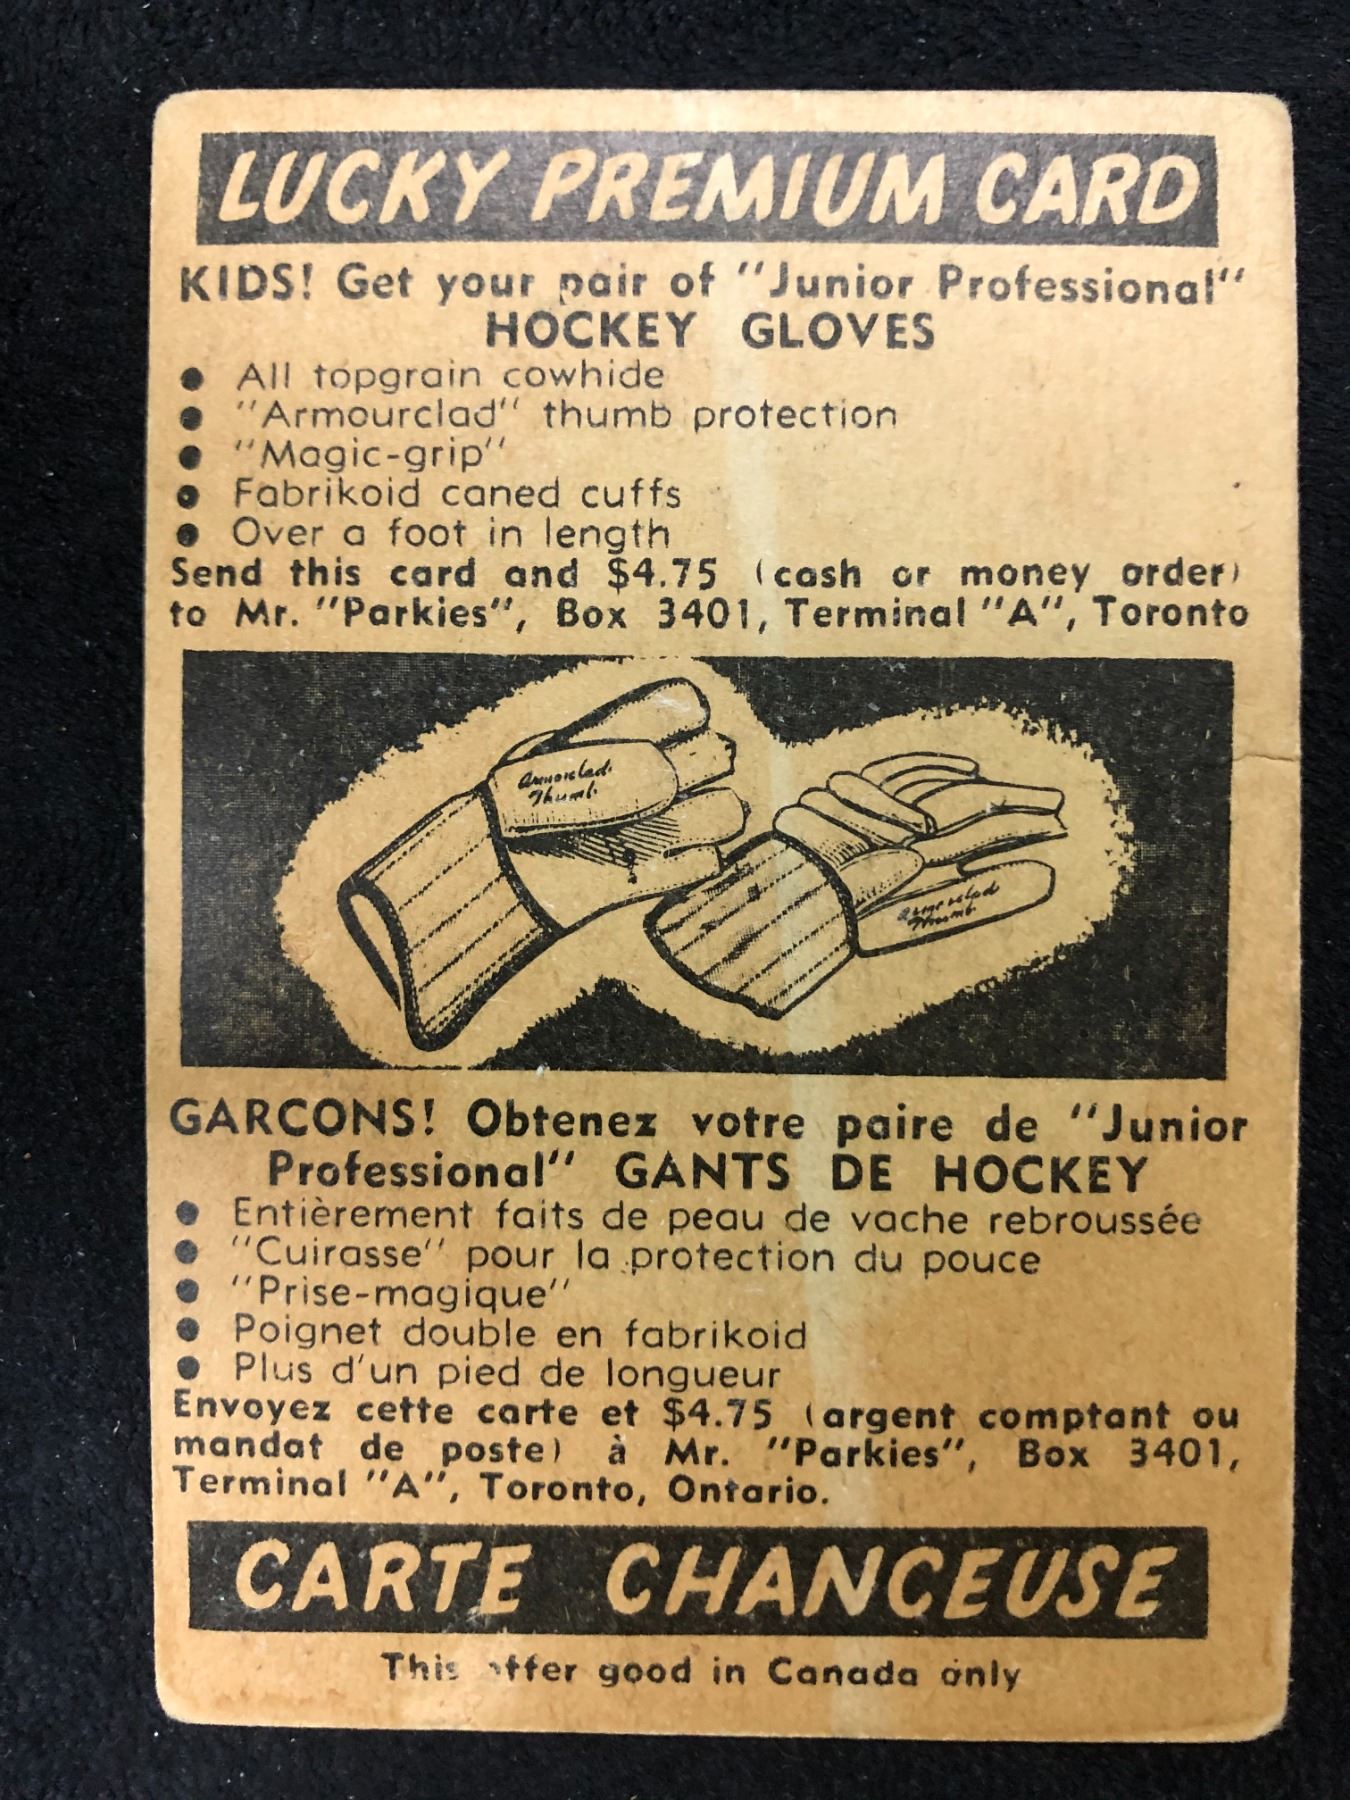 LUCKY PREMIUM CARD
KIDS! Get your pair of "Junior Professional"
HOCKEY GLOVES
● All topgrain cowhide
● "Armourclad" thumb protection
● "Magic-grip"
● Fabrikoid caned cuffs
● Over a foot in length
Send this card and $4.75 (cash or money order)
to Mr. "Parkies", Box 3401, Terminal "A", Toronto
Armorclad
Thumb
Armorclad
Thumb
GARCONS! Obtenez votre paire de "Junior
Professional" GANTS DE HOCKEY
● Entièrement faits de peau de vache rebroussée
● "Cuirasse" pour la protection du pouce
● "Prise-magique"
● Poignet double en fabrikoid
● Plus d'un pied de longueur
Envoyez cette carte et $4.75 (argent comptant ou
mandat de poste) à Mr. "Parkies", Box 3401,
Terminal "A", Toronto, Ontario.
CARTE CHANCEUSE
This offer good in Canada only